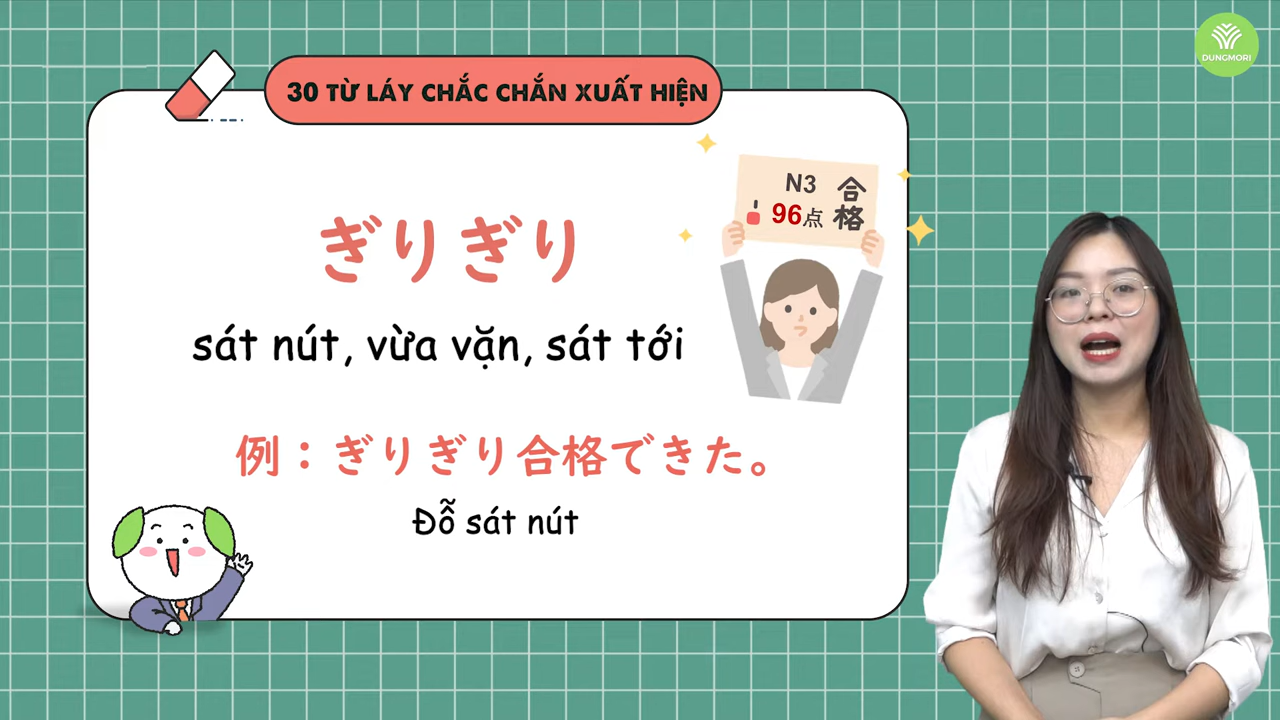 30 TỪ LÁY CHẮC CHẮN XUẤT HIỆN
DUNGMORI
N3 合
96点 格
ぎりぎり
sát nút, vừa vặn, sát tới
例：ぎりぎり合格できた。
Đỗ sát nút